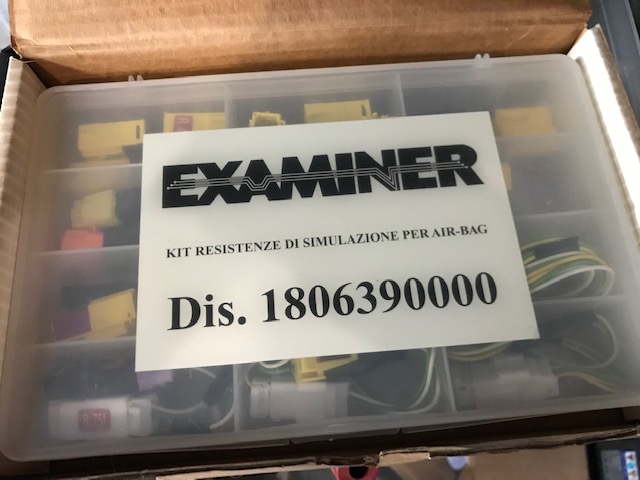 EXAMINER
KIT RESISTENZE DI SIMULAZIONE PER AIR-BAG
Dis. 1806390000